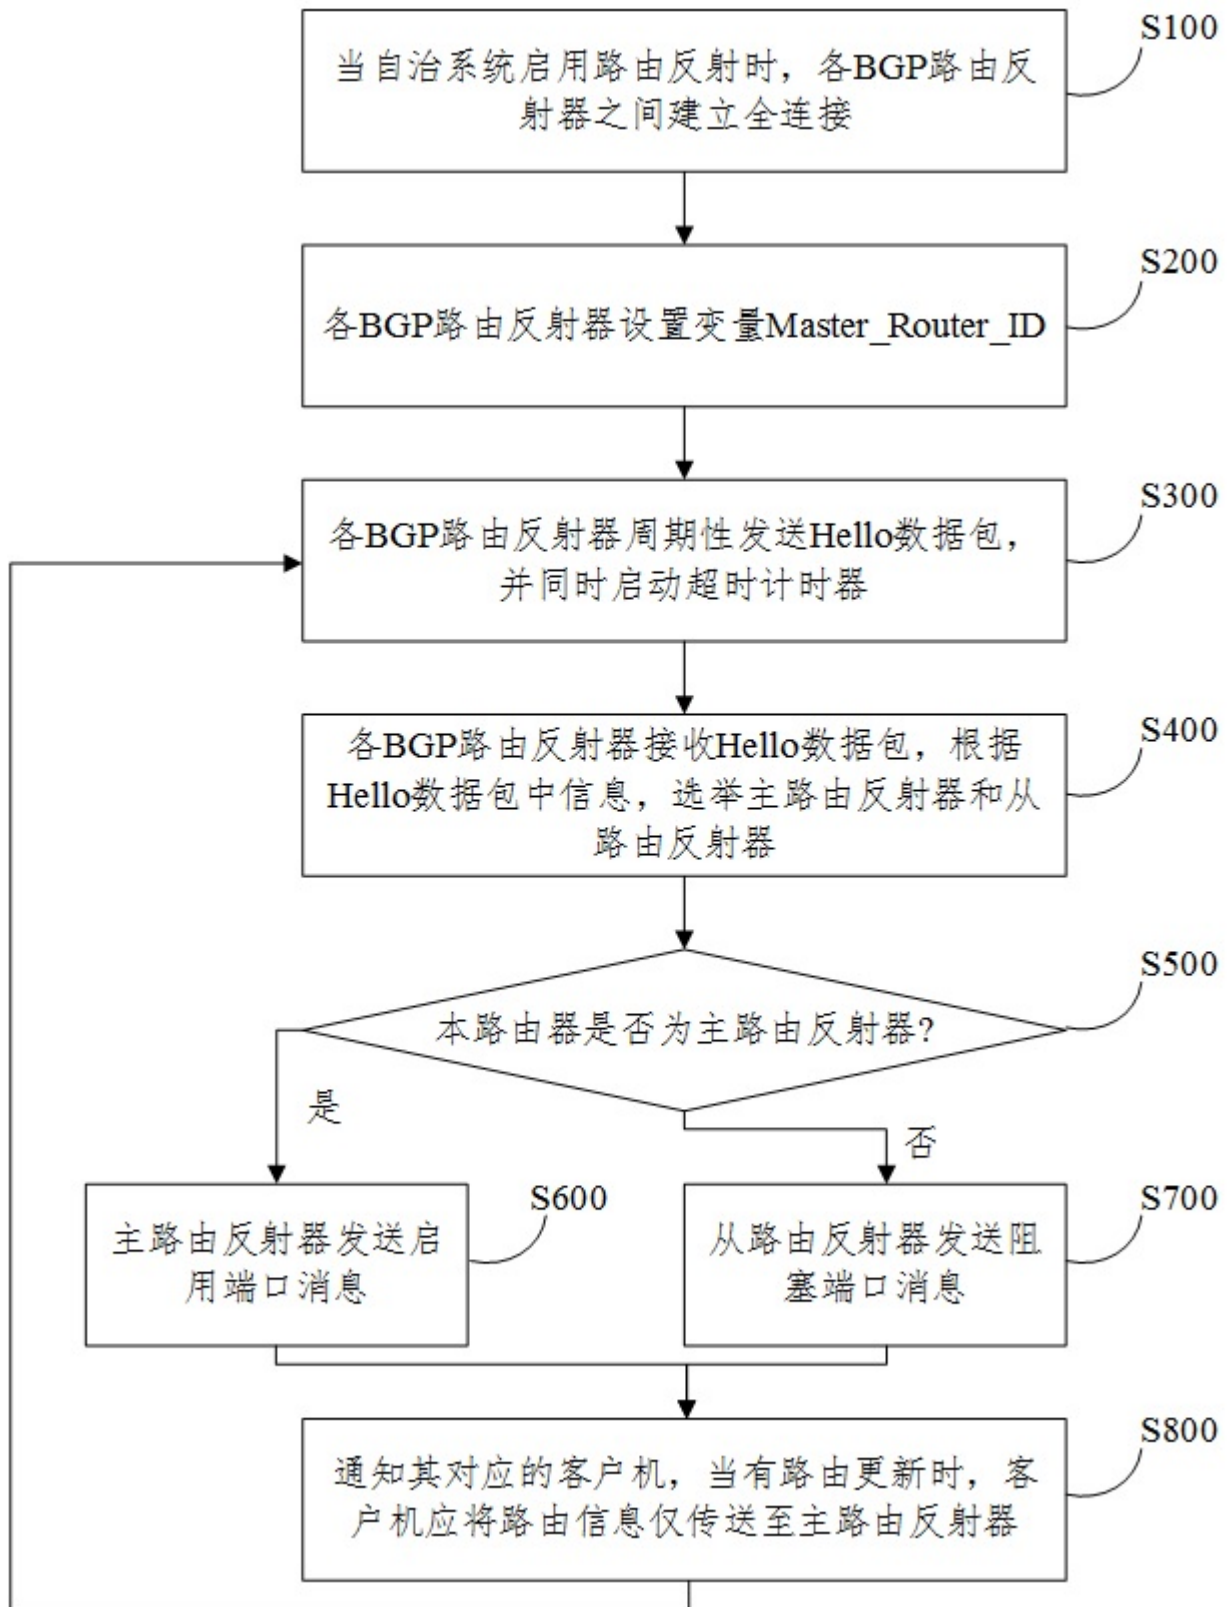 S100
当自治系统启用路由反射时，各BGP路由反
射器之间建立全连接
S200
各BGP路由反射器设置变量Master_Router_ID
S300
各BGP路由反射器周期性发送Hello数据包，
并同时启动超时计时器
S400
各BGP路由反射器接收Hello数据包，根据
Hello数据包中信息，选举主路由反射器和从
路由反射器
S500
本路由器是否为主路由反射器?
是
否
S600
主路由反射器发送启
用端口消息
S700
从路由反射器发送阻
塞端口消息
S800
通知其对应的客户机，当有路由更新时，客
户机应将路由信息仅传送至主路由反射器